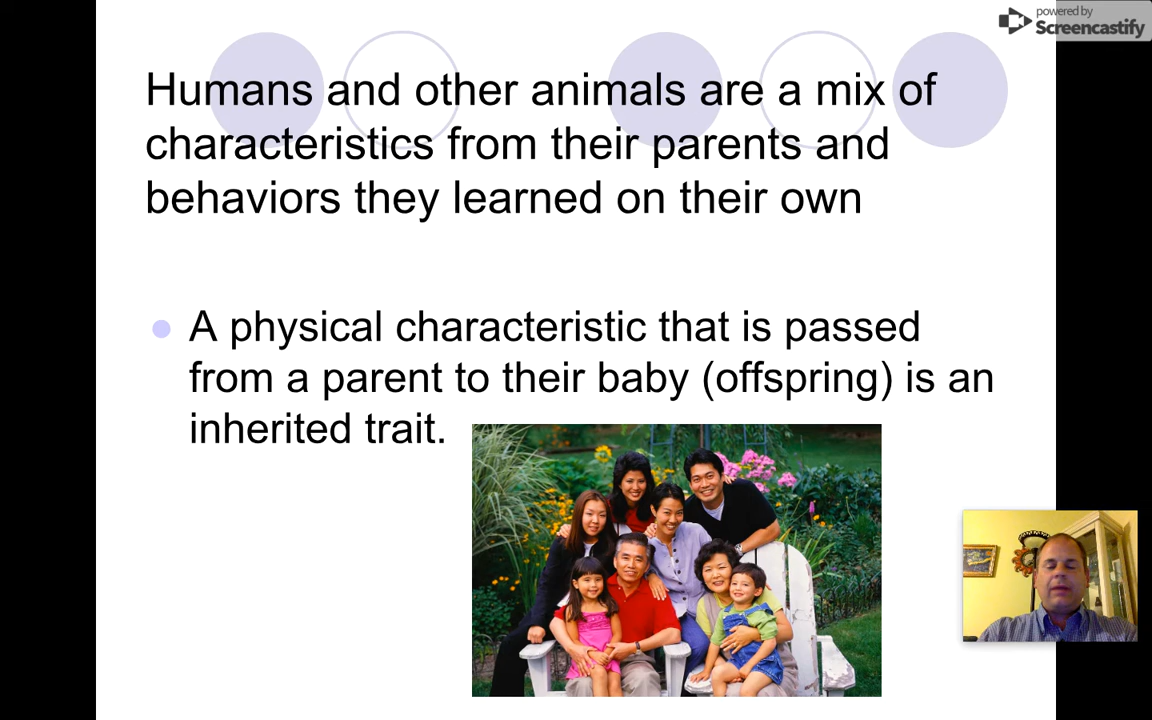 powered by
Screencastify
Humans and other animals are a mix of
characteristics from their parents and
behaviors they learned on their own
A physical characteristic that is passed
from a parent to their baby (offspring) is an
inherited trait.